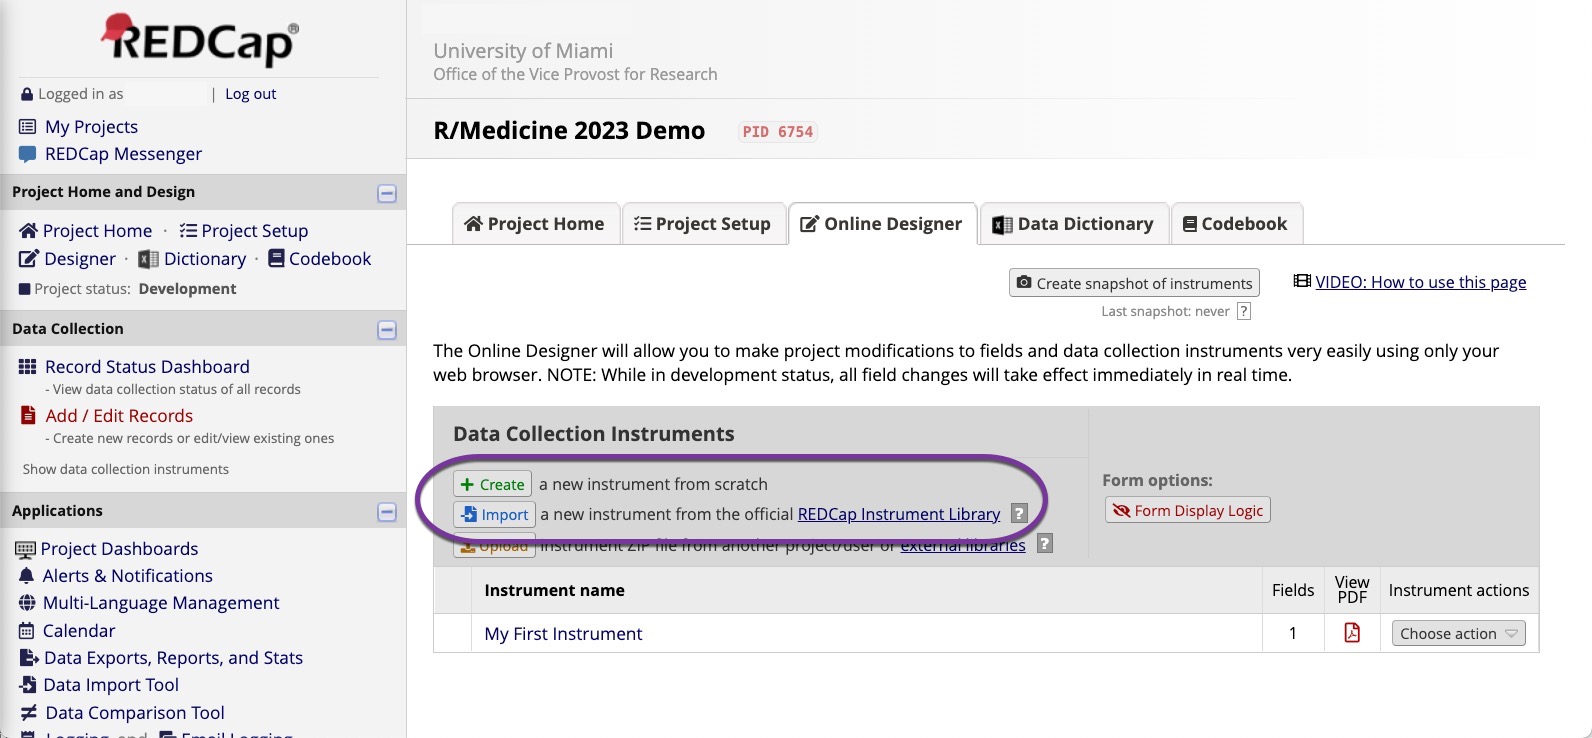 REDCap®
Logged in as | Log out
My Projects
REDCap Messenger
Project Home and Design
Project Home · Project Setup
Designer · Dictionary · Codebook
Project status: Development
Data Collection
Record Status Dashboard
- View data collection status of all records
Add / Edit Records
- Create new records or edit/view existing ones
Show data collection instruments
Applications
Project Dashboards
Alerts & Notifications
Multi-Language Management
Calendar
Data Exports, Reports, and Stats
Data Import Tool
Data Comparison Tool
Logging and Email Logging
University of Miami
Office of the Vice Provost for Research
R/Medicine 2023 Demo PID 6754
Project Home Project Setup Online Designer Data Dictionary Codebook
Create snapshot of instruments VIDEO: How to use this page
Last snapshot: never ?
The Online Designer will allow you to make project modifications to fields and data collection instruments very easily using only your
web browser. NOTE: While in development status, all field changes will take effect immediately in real time.
Data Collection Instruments
Create a new instrument from scratch
Import a new instrument from the official REDCap Instrument Library ?
Upload instrument ZIP file from another project/user or external libraries ?
Form options:
Form Display Logic
Instrument name Fields View PDF Instrument actions
My First Instrument 1 Choose action